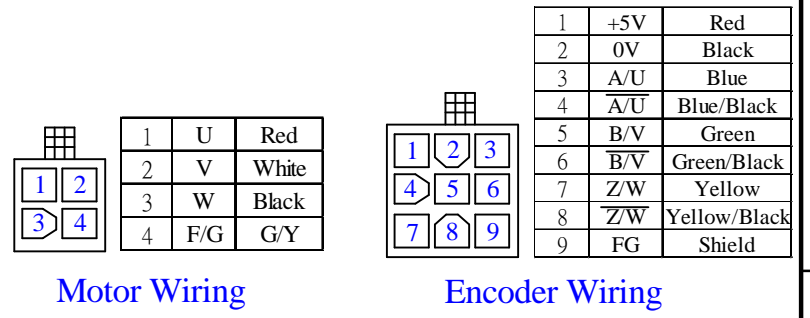 1 2
3 4
1 U Red
2 V White
3 W Black
4 F/G G/Y
Motor Wiring
1 2 3
4 5 6
7 8 9
1 +5V Red
2 0V Black
3 A/U Blue
4 A̅/̅U̅ Blue/Black
5 B/V Green
6 B̅/̅V̅ Green/Black
7 Z/W Yellow
8 Z̅/̅W̅ Yellow/Black
9 FG Shield
Encoder Wiring